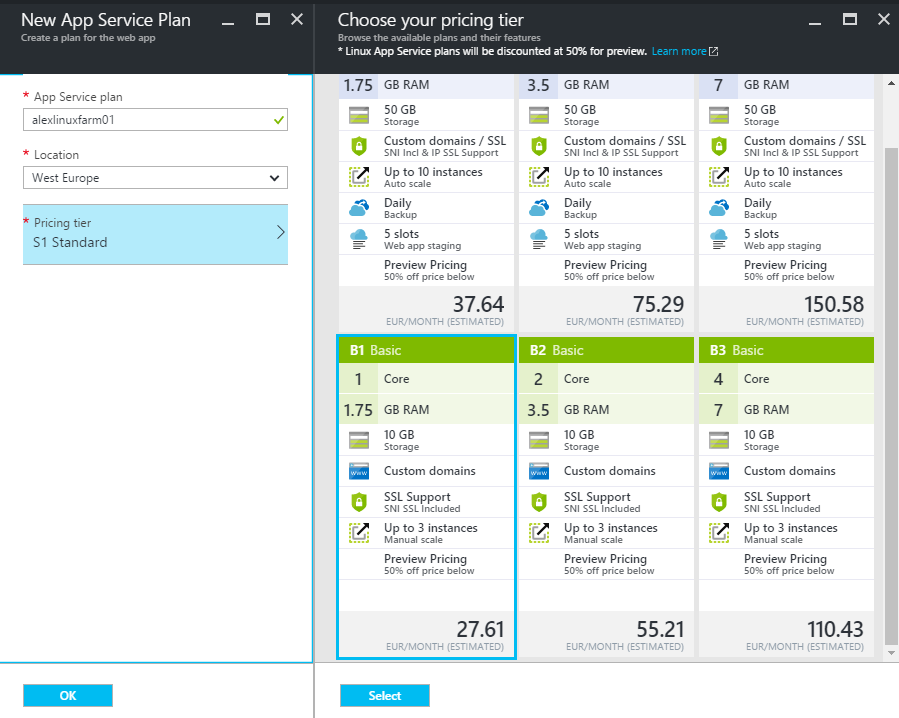 New App Service Plan
Create a plan for the web app
* App Service plan
alexlinuxfarm01
* Location
West Europe
* Pricing tier
S1 Standard
OK
Choose your pricing tier
Browse the available plans and their features
* Linux App Service plans will be discounted at 50% for preview. Learn more
1.75 GB RAM
50 GB
Storage
Custom domains / SSL
SNI Incl & IP SSL Support
Up to 10 instances
Auto scale
Daily
Backup
5 slots
Web app staging
Preview Pricing
50% off price below
37.64
EUR/MONTH (ESTIMATED)
3.5 GB RAM
50 GB
Storage
Custom domains / SSL
SNI Incl & IP SSL Support
Up to 10 instances
Auto scale
Daily
Backup
5 slots
Web app staging
Preview Pricing
50% off price below
75.29
EUR/MONTH (ESTIMATED)
7 GB RAM
50 GB
Storage
Custom domains / SSL
SNI Incl & IP SSL Support
Up to 10 instances
Auto scale
Daily
Backup
5 slots
Web app staging
Preview Pricing
50% off price below
150.58
EUR/MONTH (ESTIMATED)
B1 Basic
1 Core
1.75 GB RAM
10 GB
Storage
www
Custom domains
SSL Support
SNI SSL Included
Up to 3 instances
Manual scale
Preview Pricing
50% off price below
27.61
EUR/MONTH (ESTIMATED)
B2 Basic
2 Core
3.5 GB RAM
10 GB
Storage
www
Custom domains
SSL Support
SNI SSL Included
Up to 3 instances
Manual scale
Preview Pricing
50% off price below
55.21
EUR/MONTH (ESTIMATED)
B3 Basic
4 Core
7 GB RAM
10 GB
Storage
www
Custom domains
SSL Support
SNI SSL Included
Up to 3 instances
Manual scale
Preview Pricing
50% off price below
110.43
EUR/MONTH (ESTIMATED)
Select